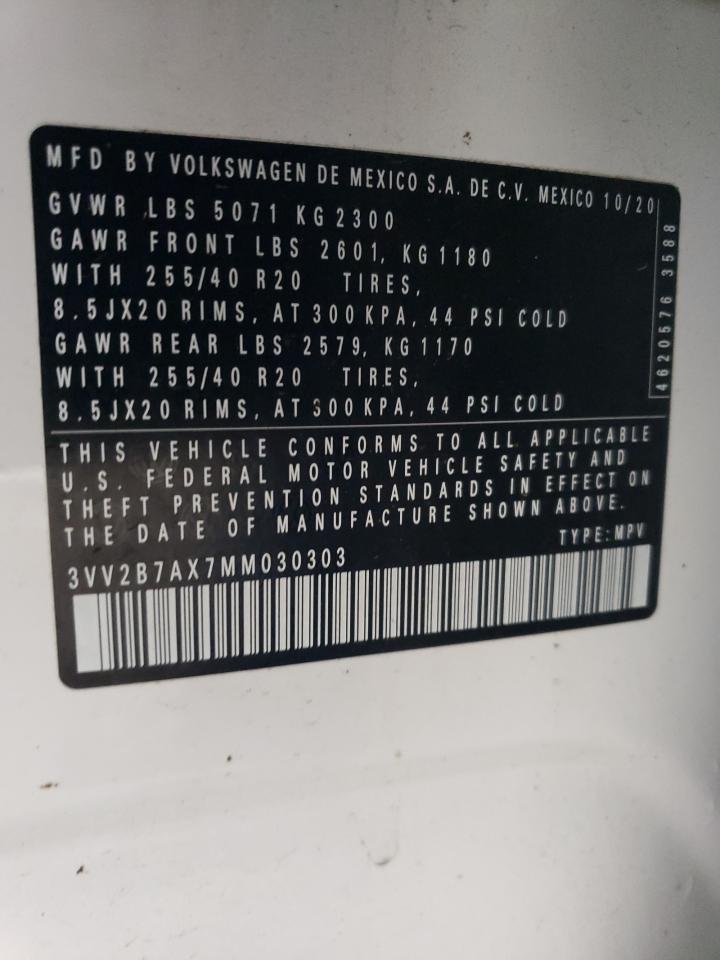 MFD BY VOLKSWAGEN DE MEXICO S.A. DE C.V. MEXICO 10/20
GVWR LBS 5071 KG 2300
GAWR FRONT LBS 2601, KG 1180
WITH 255/40 R20 TIRES,
8.5JX20 RIMS, AT 300 KPA, 44 PSI COLD
GAWR REAR LBS 2579, KG 1170
WITH 255/40 R20 TIRES,
8.5JX20 RIMS, AT 300 KPA, 44 PSI COLD
4620576 3588
THIS VEHICLE CONFORMS TO ALL APPLICABLE
U.S. FEDERAL MOTOR VEHICLE SAFETY AND
THEFT PREVENTION STANDARDS IN EFFECT ON
THE DATE OF MANUFACTURE SHOWN ABOVE.
TYPE: MPV
3VV2B7AX7MM030303